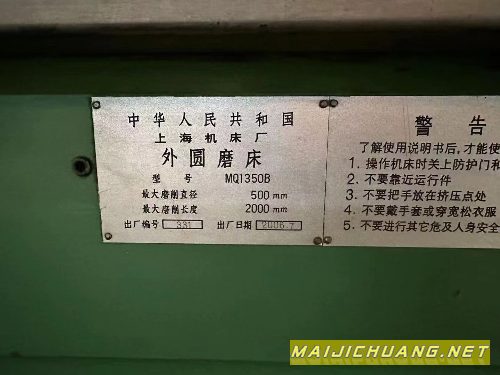 中华人民共和国
上海机床厂
外圆磨床
型号 MQ1350B
最大磨削直径 500mm
最大磨削长度 2000mm
出厂编号 331 出厂日期 2006.7
警告
了解使用说明书后,才能使
1. 操作机床时关上防护门和
2. 不要靠近运行件
3. 不要把手放在挤压点处
4. 不要戴手套或穿宽松衣服
5. 不要进行其它危及人身安全
MAIJICHUANG.NET